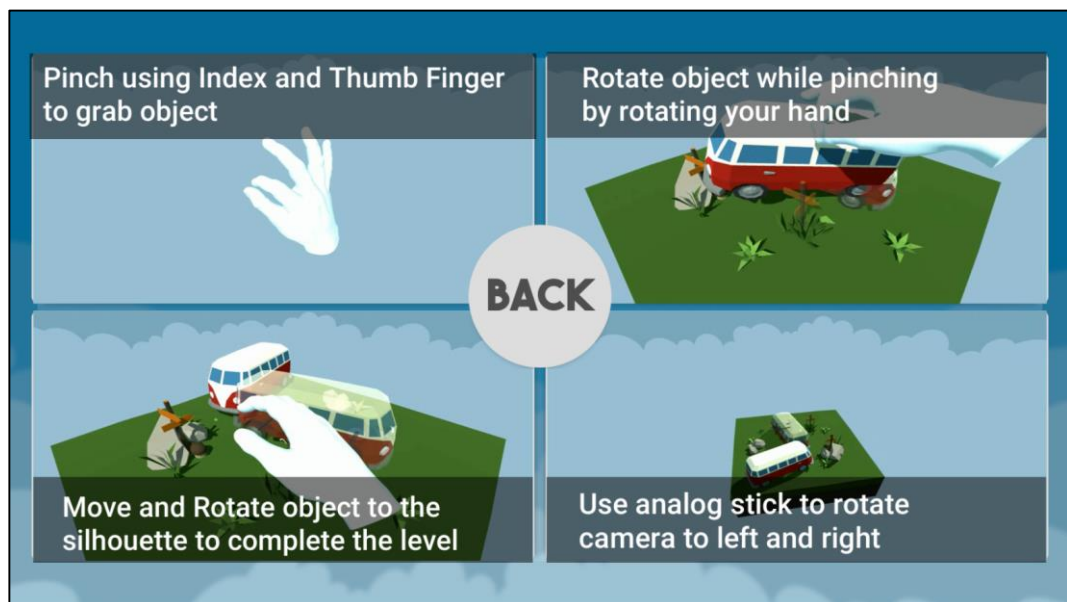 Pinch using Index and Thumb Finger
to grab object
Rotate object while pinching
by rotating your hand
BACK
Move and Rotate object to the
silhouette to complete the level
Use analog stick to rotate
camera to left and right